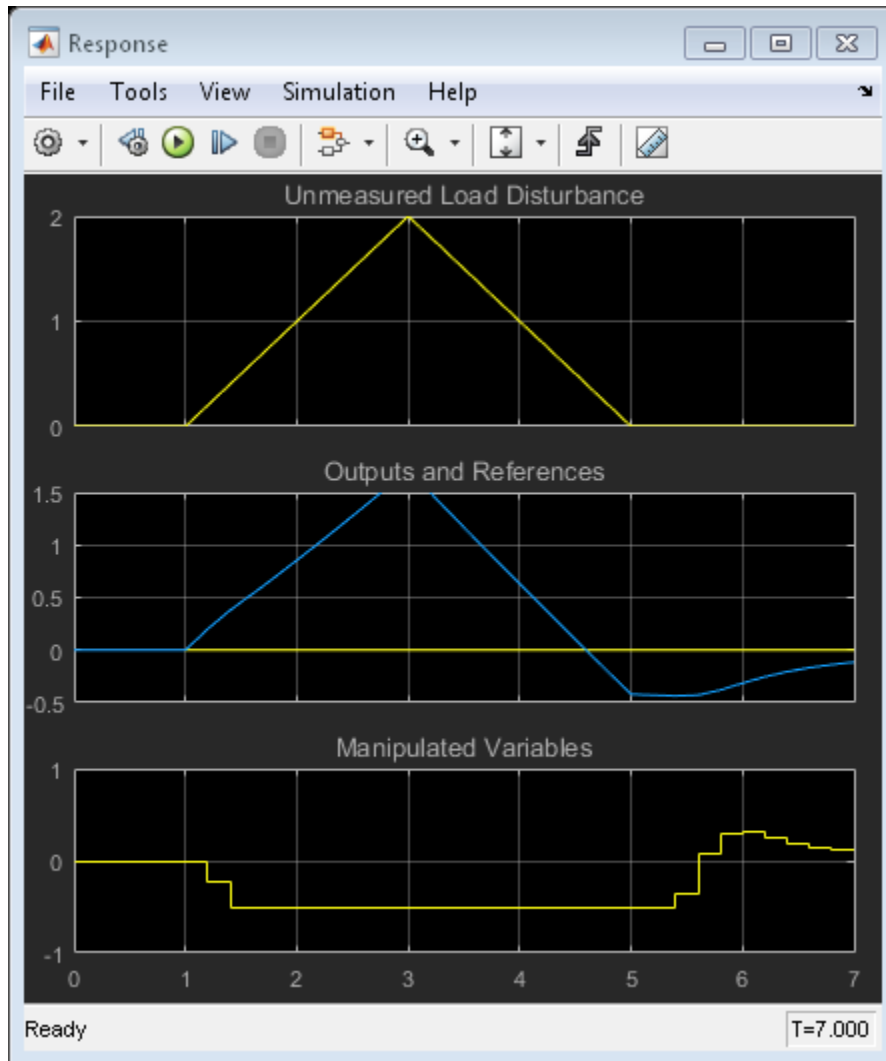 Response
File Tools View Simulation Help
Unmeasured Load Disturbance
2
1
0
Outputs and References
1.5
1
0.5
0
-0.5
Manipulated Variables
1
0
-1
0 1 2 3 4 5 6 7
Ready T=7.000